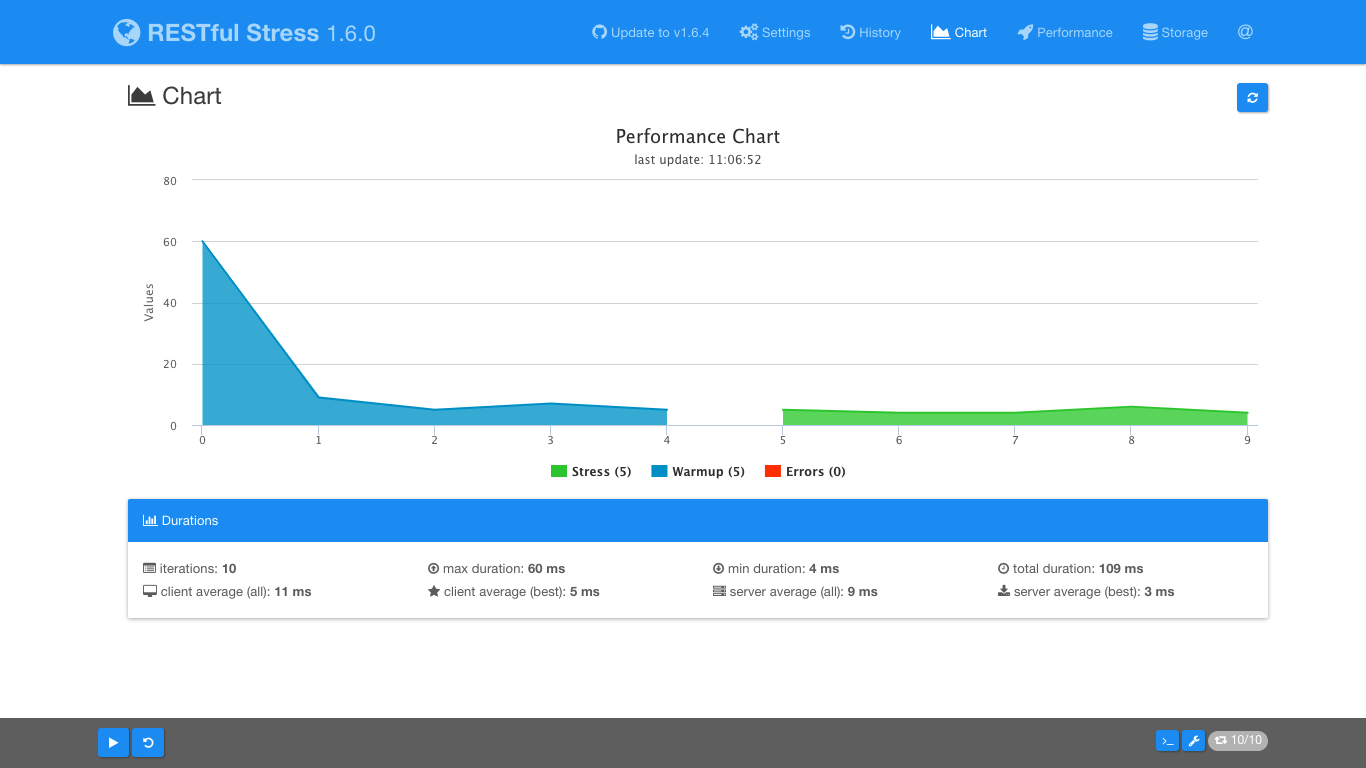 RESTful Stress 1.6.0
Update to v1.6.4 Settings History Chart Performance Storage @
Chart
Performance Chart
last update: 11:06:52
Values
80
60
40
20
0
0 1 2 3 4 5 6 7 8 9
Stress (5) Warmup (5) Errors (0)
Durations
iterations: 10 max duration: 60 ms min duration: 4 ms total duration: 109 ms
client average (all): 11 ms client average (best): 5 ms server average (all): 9 ms server average (best): 3 ms
>_ 10/10